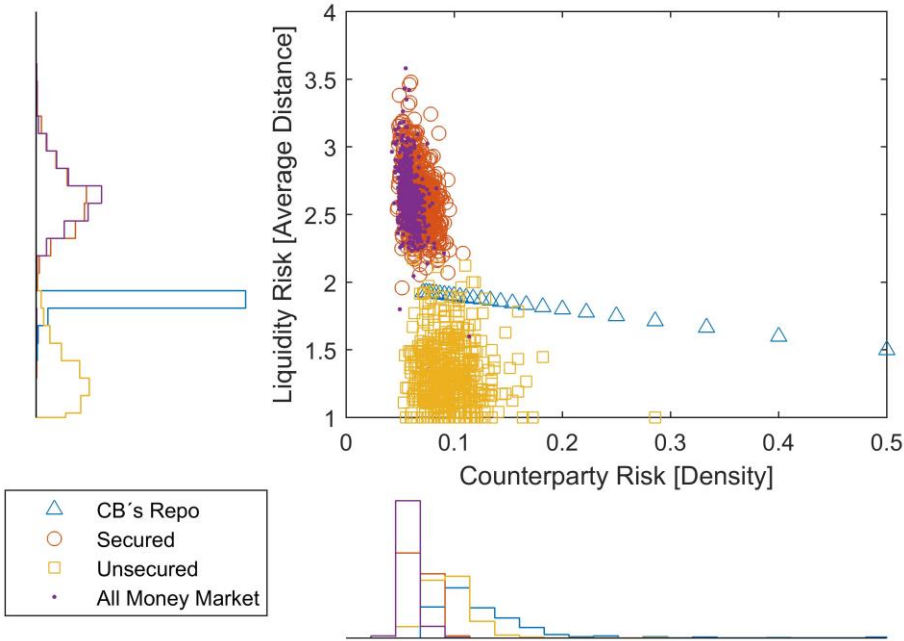 4
3.5
3
2.5
2
1.5
1
Liquidity Risk [Average Distance]
0 0.1 0.2 0.3 0.4 0.5
Counterparty Risk [Density]
CB´s Repo
Secured
Unsecured
All Money Market